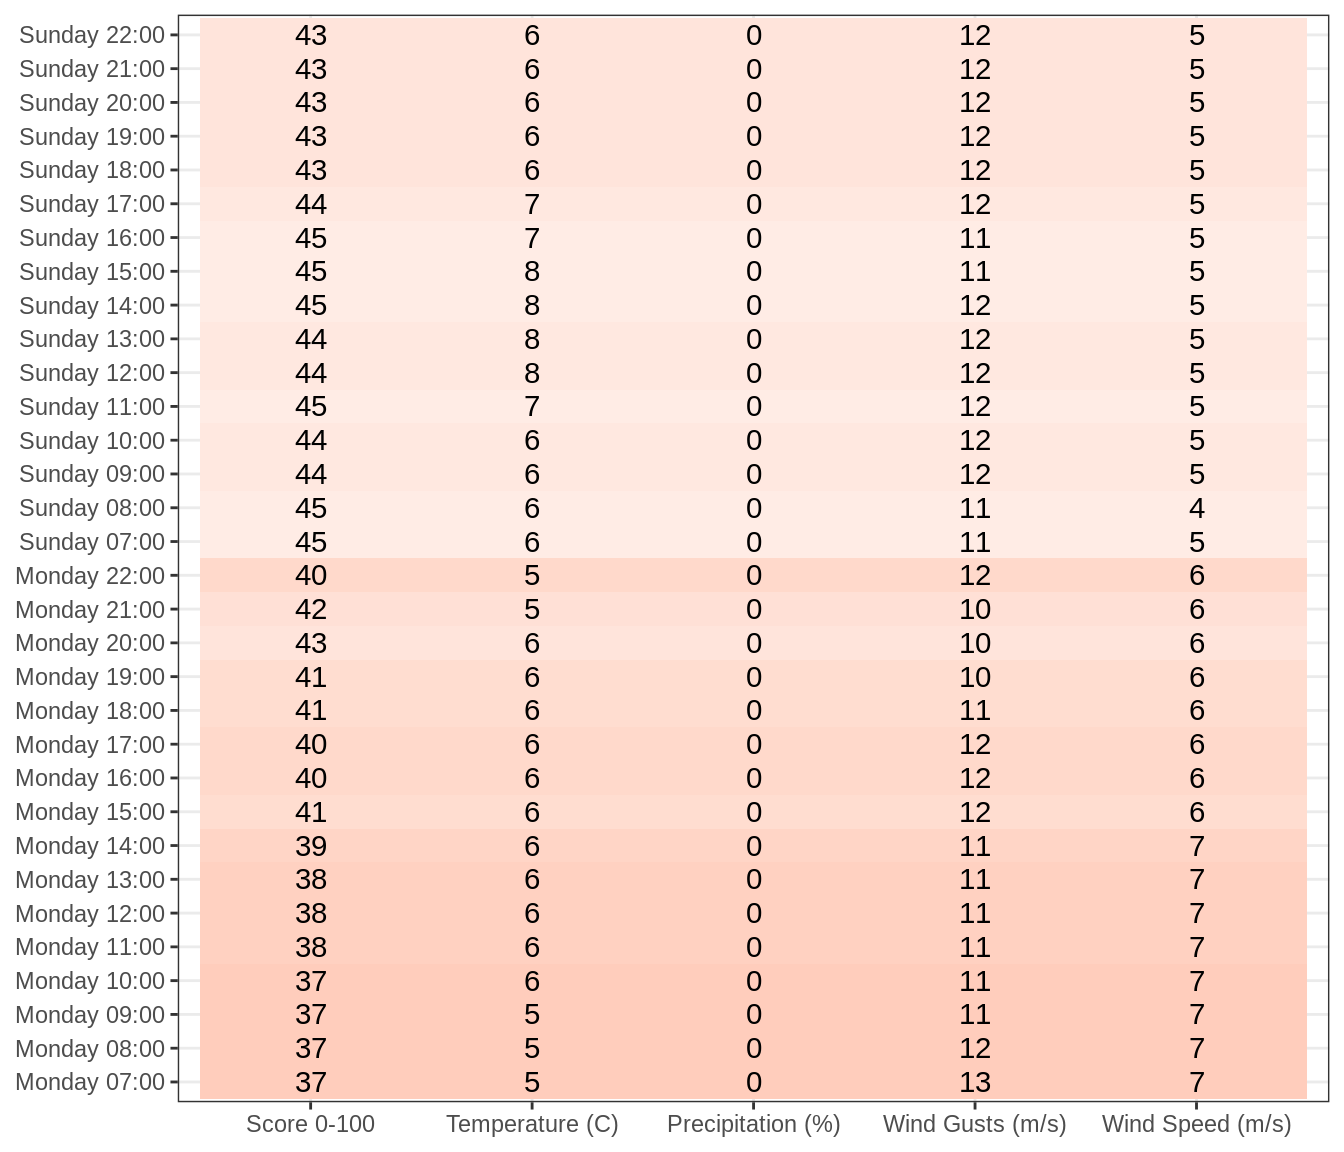 Sunday 22:00 43 6 0 12 5
Sunday 21:00 43 6 0 12 5
Sunday 20:00 43 6 0 12 5
Sunday 19:00 43 6 0 12 5
Sunday 18:00 43 6 0 12 5
Sunday 17:00 44 7 0 12 5
Sunday 16:00 45 7 0 11 5
Sunday 15:00 45 8 0 11 5
Sunday 14:00 45 8 0 12 5
Sunday 13:00 44 8 0 12 5
Sunday 12:00 44 8 0 12 5
Sunday 11:00 45 7 0 12 5
Sunday 10:00 44 6 0 12 5
Sunday 09:00 44 6 0 12 5
Sunday 08:00 45 6 0 11 4
Sunday 07:00 45 6 0 11 5
Monday 22:00 40 5 0 12 6
Monday 21:00 42 5 0 10 6
Monday 20:00 43 6 0 10 6
Monday 19:00 41 6 0 10 6
Monday 18:00 41 6 0 11 6
Monday 17:00 40 6 0 12 6
Monday 16:00 40 6 0 12 6
Monday 15:00 41 6 0 12 6
Monday 14:00 39 6 0 11 7
Monday 13:00 38 6 0 11 7
Monday 12:00 38 6 0 11 7
Monday 11:00 38 6 0 11 7
Monday 10:00 37 6 0 11 7
Monday 09:00 37 5 0 11 7
Monday 08:00 37 5 0 12 7
Monday 07:00 37 5 0 13 7
Score 0-100 Temperature (C) Precipitation (%) Wind Gusts (m/s) Wind Speed (m/s)